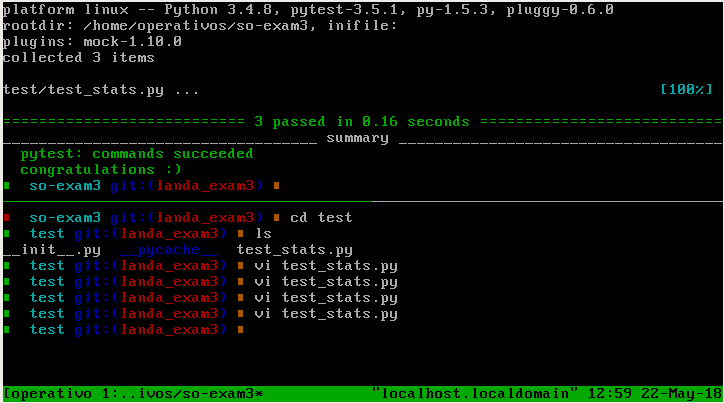 platform linux -- Python 3.4.8, pytest-3.5.1, py-1.5.3, pluggy-0.6.0
rootdir: /home/operativos/so-exam3, inifile:
plugins: mock-1.10.0
collected 3 items
test/test_stats.py ... [100%]
=========================== 3 passed in 0.16 seconds ===========================
___________________________________ summary ____________________________________
pytest: commands succeeded
congratulations :)
so-exam3 git:(landa_exam3)
so-exam3 git:(landa_exam3) cd test
test git:(landa_exam3) ls
__init__.py __pycache__ test_stats.py
test git:(landa_exam3) vi test_stats.py
test git:(landa_exam3) vi test_stats.py
test git:(landa_exam3) vi test_stats.py
test git:(landa_exam3) vi test_stats.py
test git:(landa_exam3)
[operativo 1:..ivos/so-exam3* "localhost.localdomain" 12:59 22-May-18